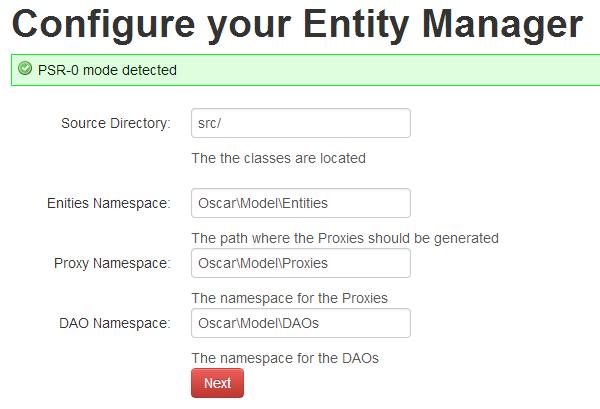 Configure your Entity Manager
PSR-0 mode detected
Source Directory: src/
The the classes are located
Enities Namespace: Oscar\Model\Entities
The path where the Proxies should be generated
Proxy Namespace: Oscar\Model\Proxies
The namespace for the Proxies
DAO Namespace: Oscar\Model\DAOs
The namespace for the DAOs
Next